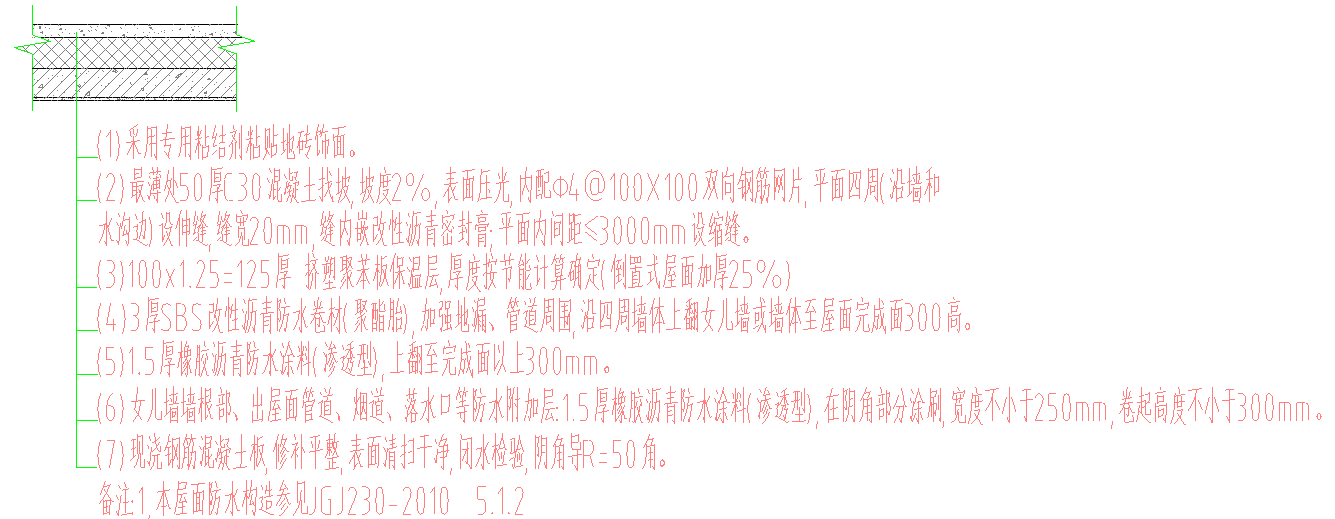 (1)采用专用粘结剂粘贴地砖饰面。
(2)最薄处50厚C30混凝土找坡,坡度2%,表面压光,内配Φ4@100X100双向钢筋网片,平面四周(沿墙和
水沟边)设伸缝,缝宽20mm,缝内嵌改性沥青密封膏;平面内间距≤3000mm设缩缝。
(3)100x1.25=125厚 挤塑聚苯板保温层,厚度按节能计算确定(倒置式屋面加厚25%)
(4)3厚SBS改性沥青防水卷材(聚酯胎),加强地漏、管道周围,沿四周墙体上翻女儿墙或墙体至屋面完成面300高。
(5)1.5厚橡胶沥青防水涂料(渗透型),上翻至完成面以上300mm。
(6)女儿墙墙根部、出屋面管道、烟道、落水口等防水附加层:1.5厚橡胶沥青防水涂料(渗透型),在阴角部分涂刷,宽度不小于250mm,卷起高度不小于300mm。
(7)现浇钢筋混凝土板,修补平整,表面清扫干净,闭水检验,阴角导R=50角。
备注:1,本屋面防水构造参见JGJ230-2010 5.1.2